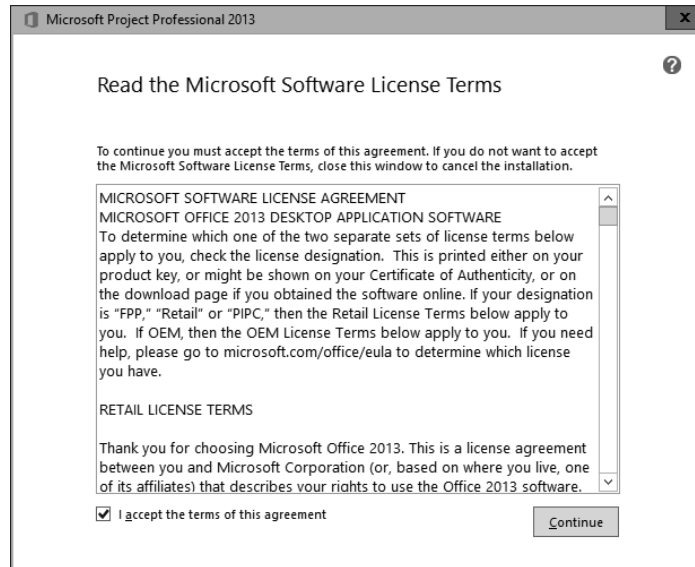 Microsoft Project Professional 2013
x
?
Read the Microsoft Software License Terms
To continue you must accept the terms of this agreement. If you do not want to accept
the Microsoft Software License Terms, close this window to cancel the installation.
MICROSOFT SOFTWARE LICENSE AGREEMENT
MICROSOFT OFFICE 2013 DESKTOP APPLICATION SOFTWARE
To determine which one of the two separate sets of license terms below
apply to you, check the license designation.  This is printed either on your
product key, or might be shown on your Certificate of Authenticity, or on
the download page if you obtained the software online. If your designation
is “FPP,” “Retail” or “PIPC,” then the Retail License Terms below apply to
you.  If OEM, then the OEM License Terms below apply to you.  If you need
help, please go to microsoft.com/office/eula to determine which license
you have.
RETAIL LICENSE TERMS
Thank you for choosing Microsoft Office 2013. This is a license agreement
between you and Microsoft Corporation (or, based on where you live, one
of its affiliates) that describes your rights to use the Office 2013 software.
I accept the terms of this agreement
Continue